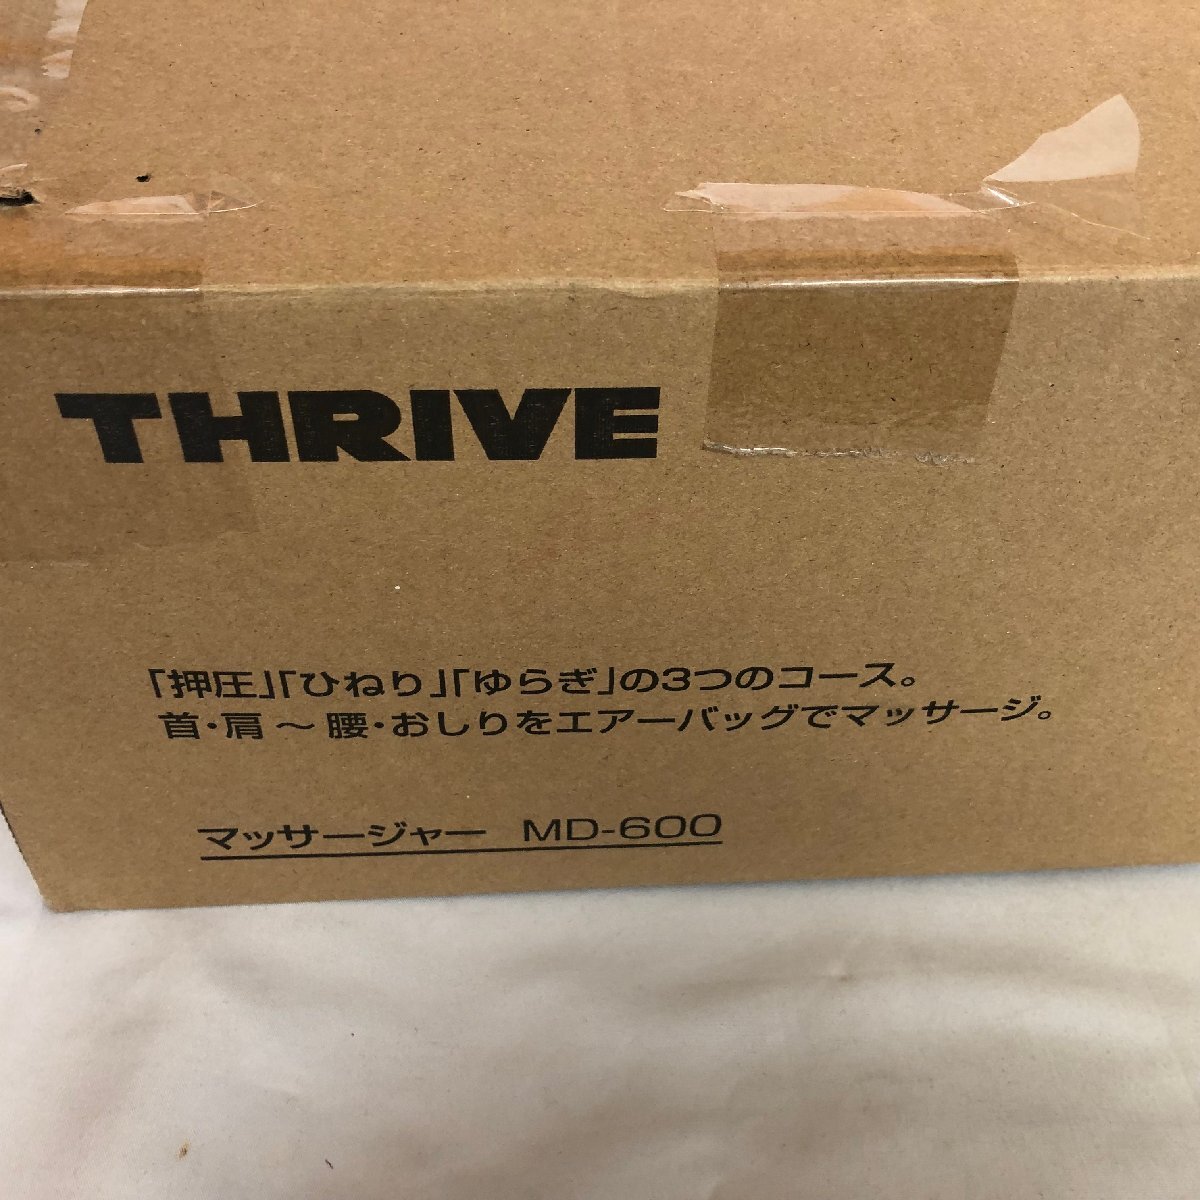 THRIVE
「押圧」「ひねり」「ゆらぎ」の3つのコース。
首・肩 〜 腰・おしりをエアーバッグでマッサージ。
マッサージャー MD-600